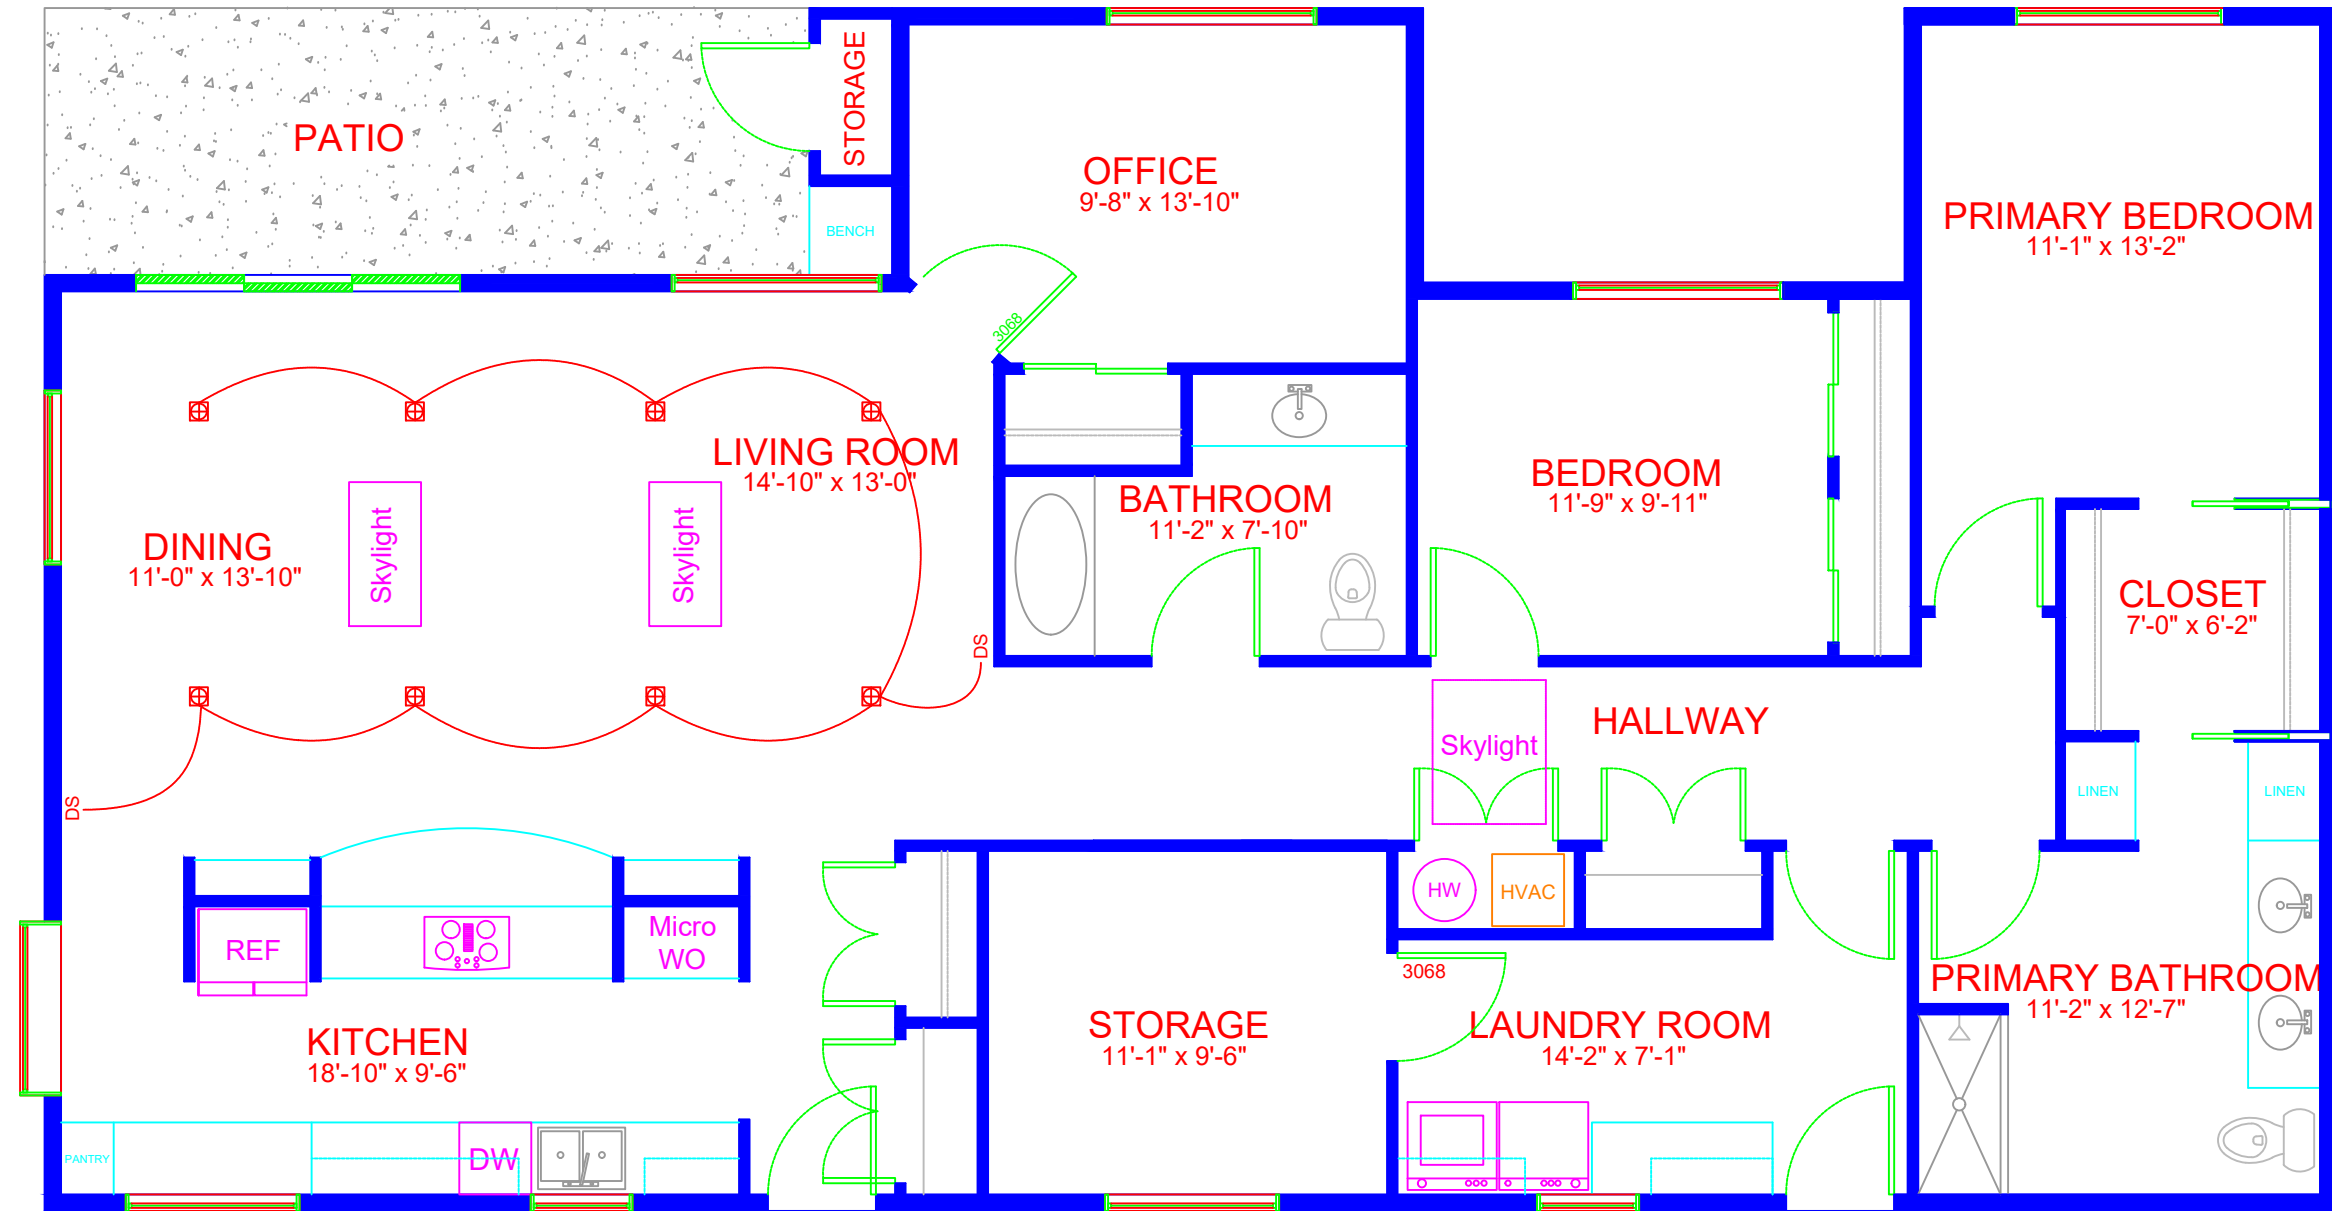 STORAGE
PATIO
OFFICE
9'-8" x 13'-10"
BENCH
PRIMARY BEDROOM
11'-1" x 13'-2"
3068
LIVING ROOM
14'-10" x 13'-0"
BEDROOM
11'-9" x 9'-11"
BATHROOM
11'-2" x 7'-10"
DINING
11'-0" x 13'-10"
Skylight
Skylight
CLOSET
7'-0" x 6'-2"
DS
HALLWAY
Skylight
LINEN
LINEN
DS
HW
HVAC
REF
Micro
WO
3068
PRIMARY BATHROOM
11'-2" x 12'-7"
KITCHEN
18'-10" x 9'-6"
STORAGE
11'-1" x 9'-6"
LAUNDRY ROOM
14'-2" x 7'-1"
PANTRY
DW